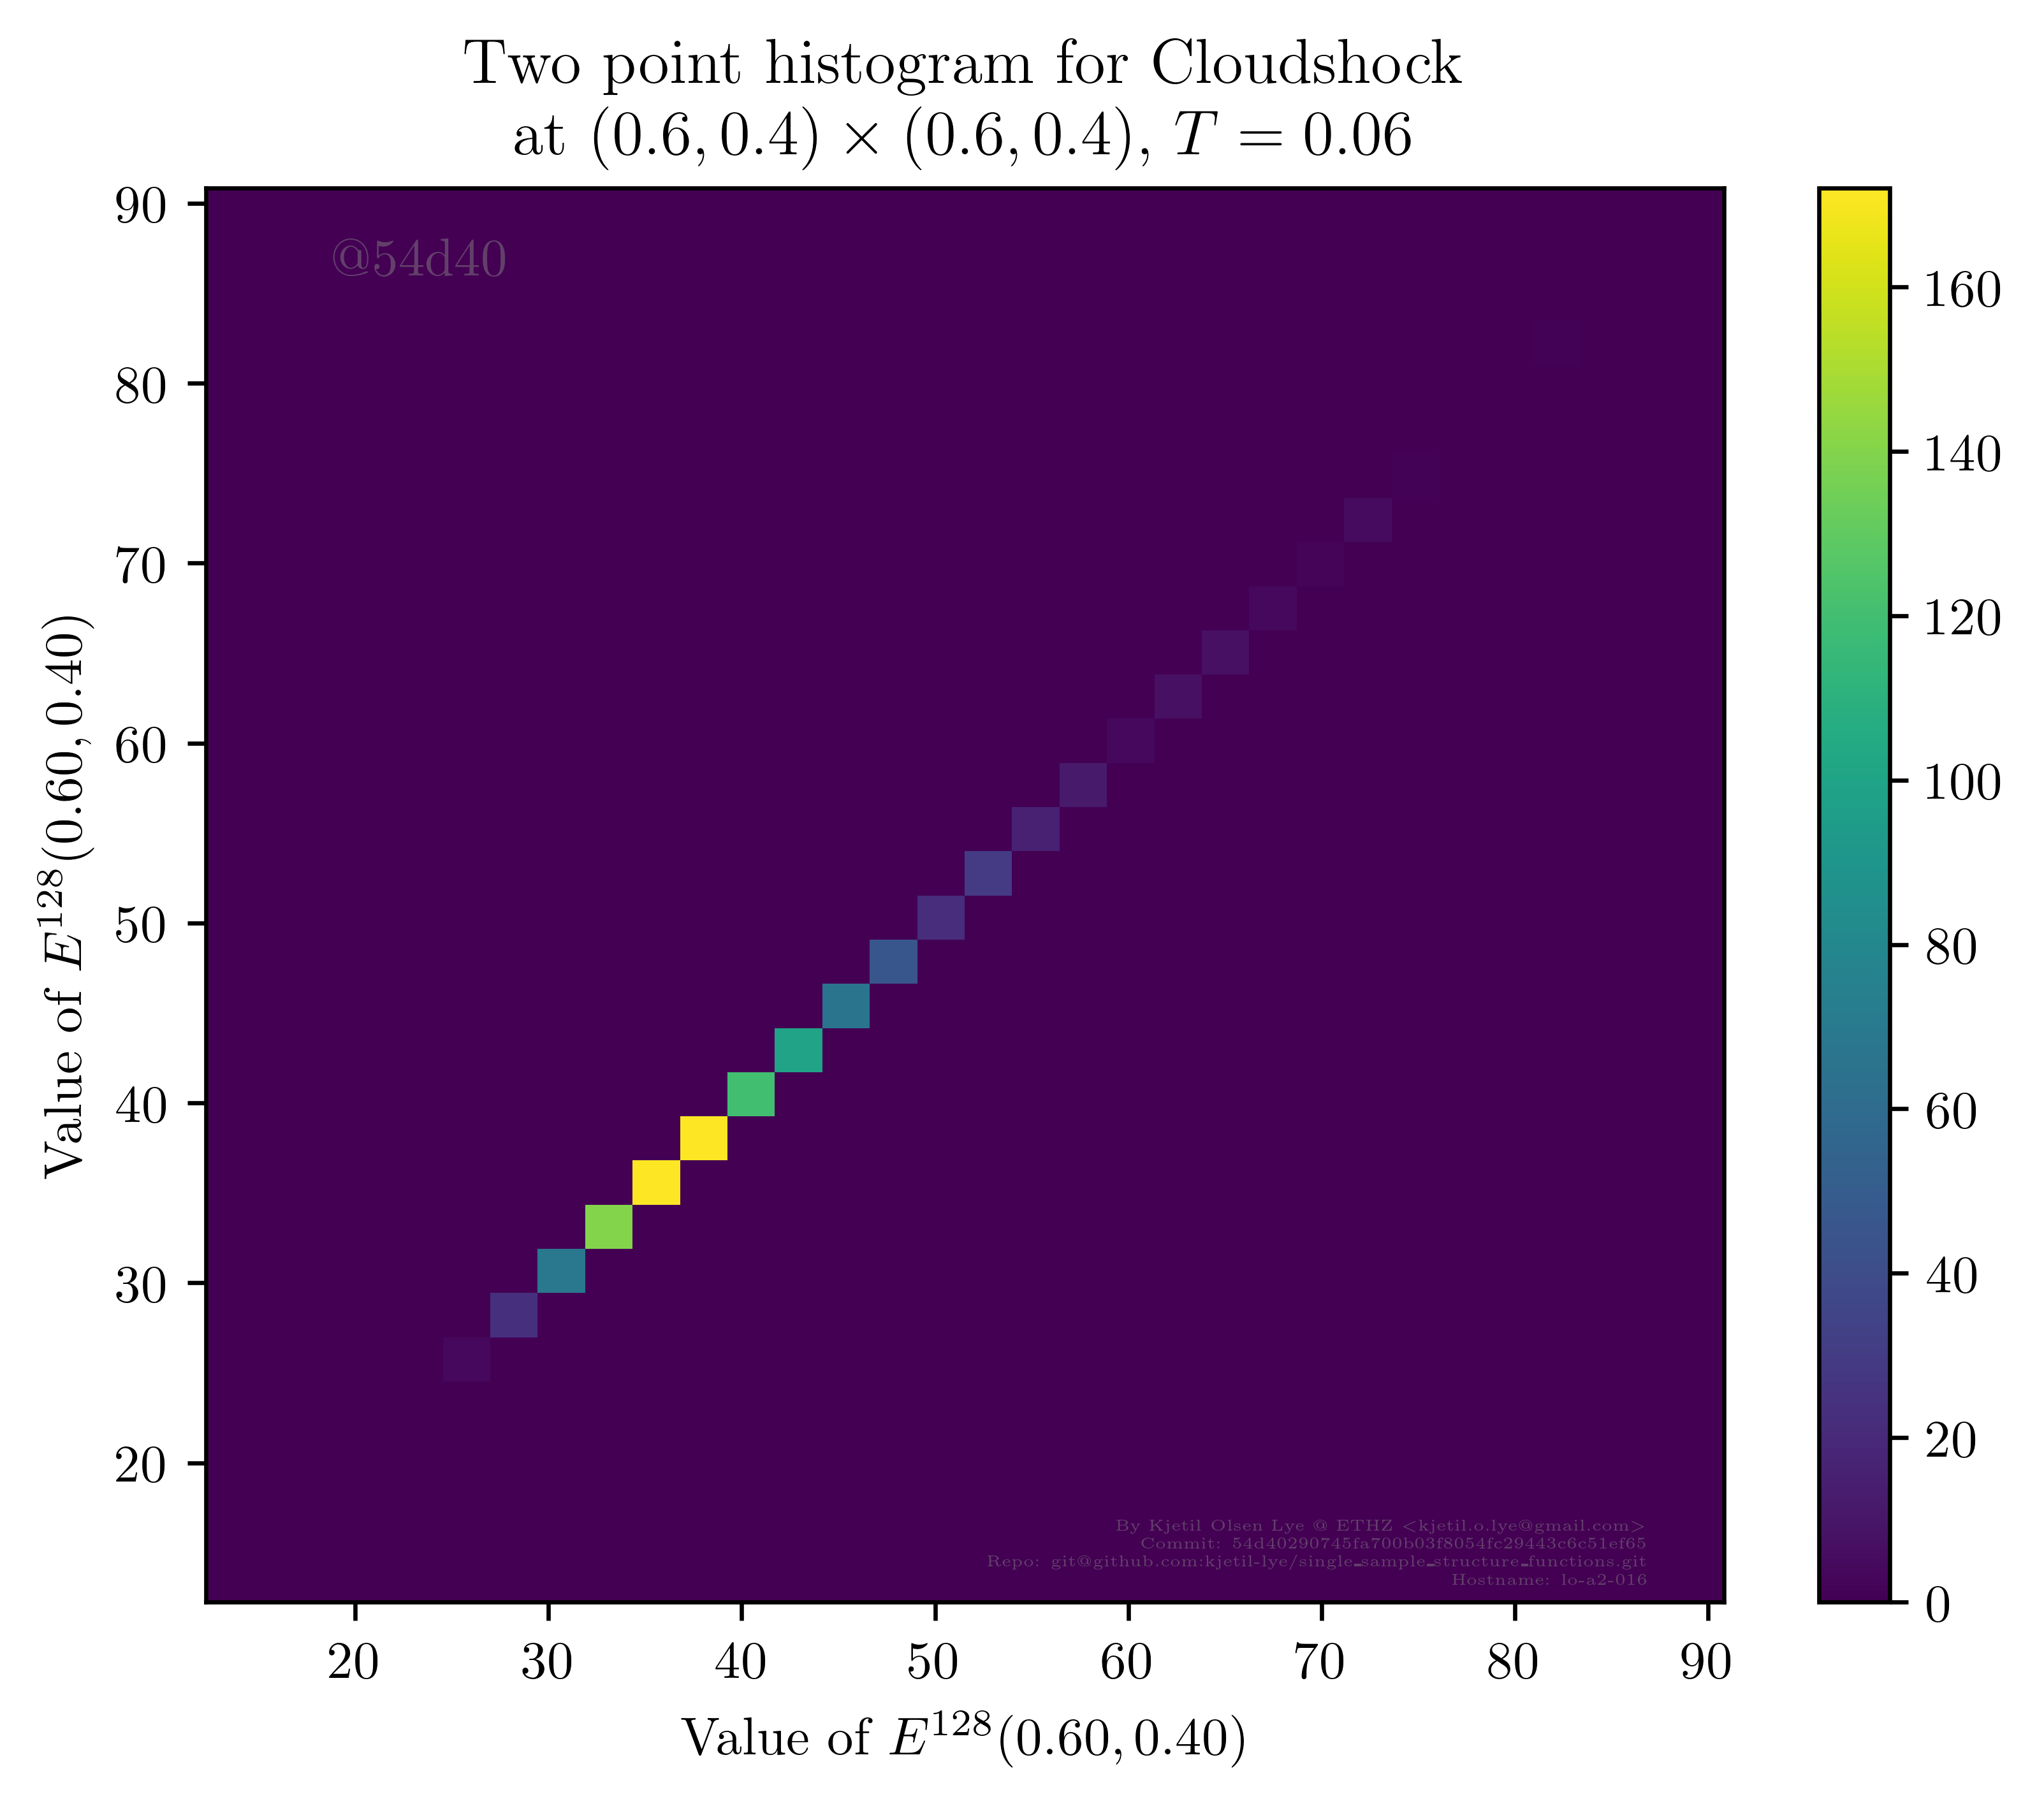 Two point histogram for Cloudshock
at (0.6, 0.4) × (0.6, 0.4), T = 0.06
@54d40
90
80
70
60
50
40
30
20
Value of E^128(0.60, 0.40)
20 30 40 50 60 70 80 90
Value of E^128(0.60, 0.40)
By Kjetil Olsen Lye @ ETHZ <kjetil.o.lye@gmail.com>
Commit: 54d40290745fa700b03f8054fc29443c6c51ef65
Repo: git@github.com:kjetil-lye/single_sample_structure_functions.git
Hostname: lo-a2-016
160
140
120
100
80
60
40
20
0